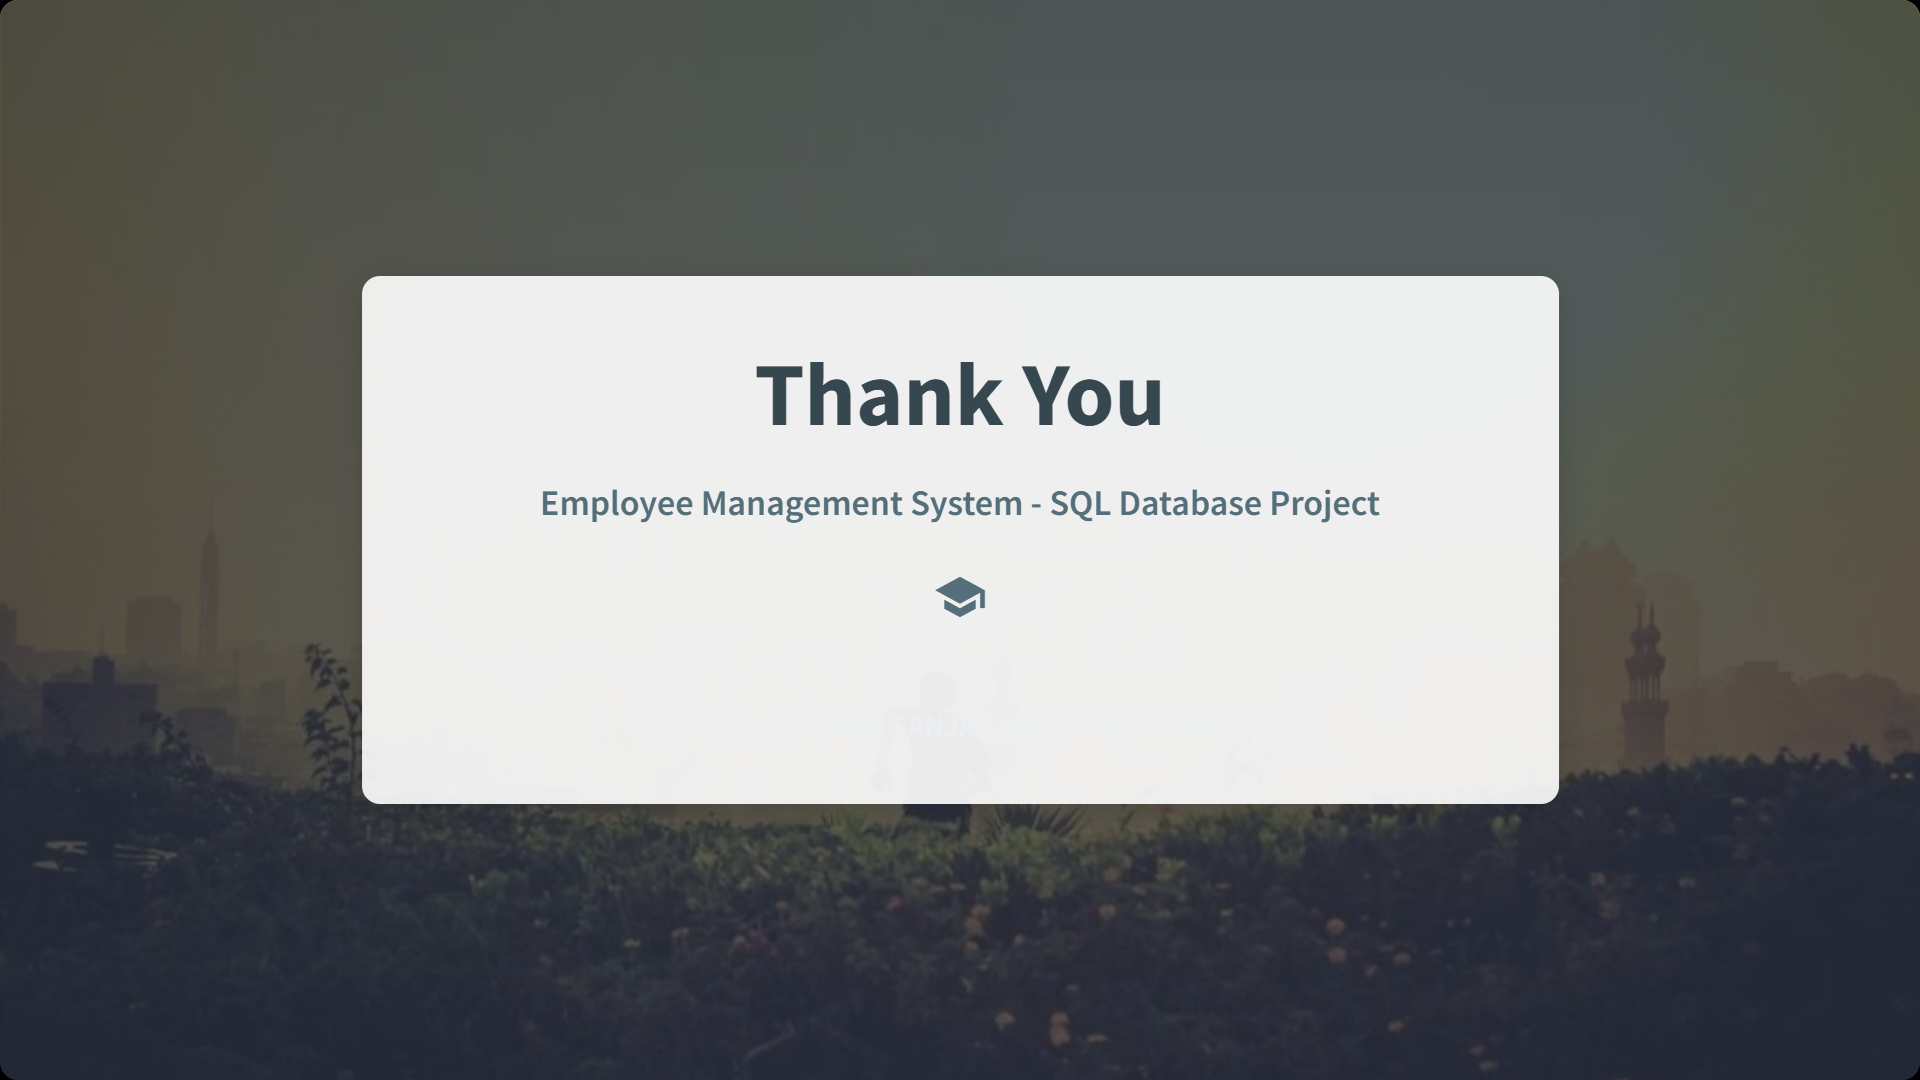 Thank You
Employee Management System - SQL Database Project